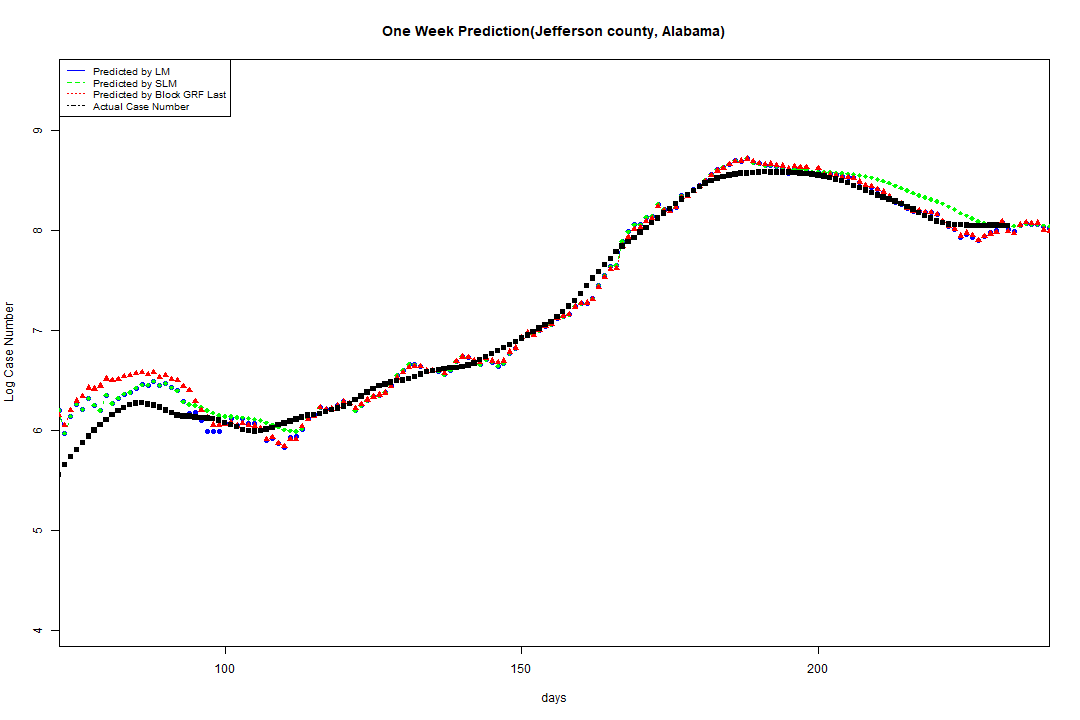 One Week Prediction(Jefferson county, Alabama)
Predicted by LM
Predicted by SLM
Predicted by Block GRF Last
Actual Case Number
9
8
7
6
5
4
Log Case Number
100 150 200
days